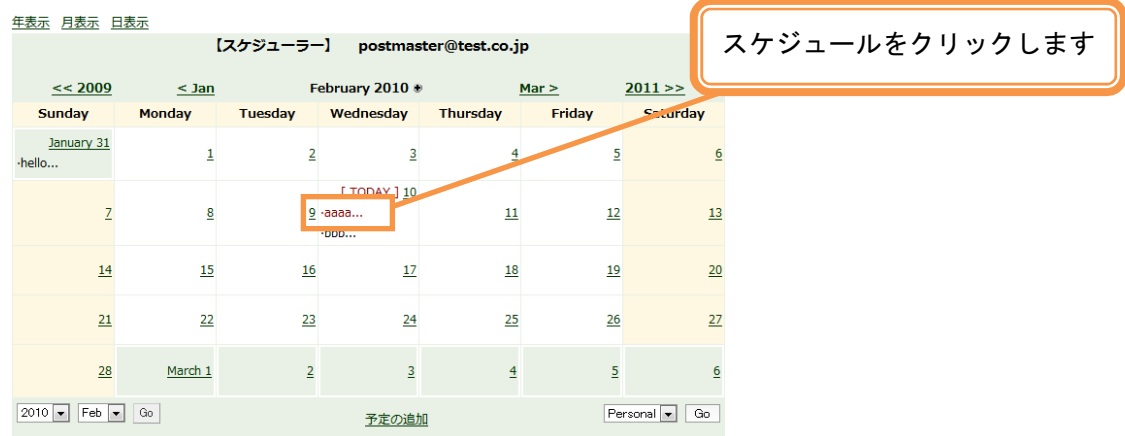 年表示 月表示 日表示
【スケジューラー】 postmaster@test.co.jp
スケジュールをクリックします
<< 2009 < Jan February 2010 Mar > 2011 >>
Sunday Monday Tuesday Wednesday Thursday Friday Saturday
January 31 1 2 3 4 5 6
·hello...
[ TODAY ] 10
7 8 9 ·aaaa... 11 12 13
·bbb...
14 15 16 17 18 19 20
21 22 23 24 25 26 27
28 March 1 2 3 4 5 6
2010 Feb Go 予定の追加 Personal Go